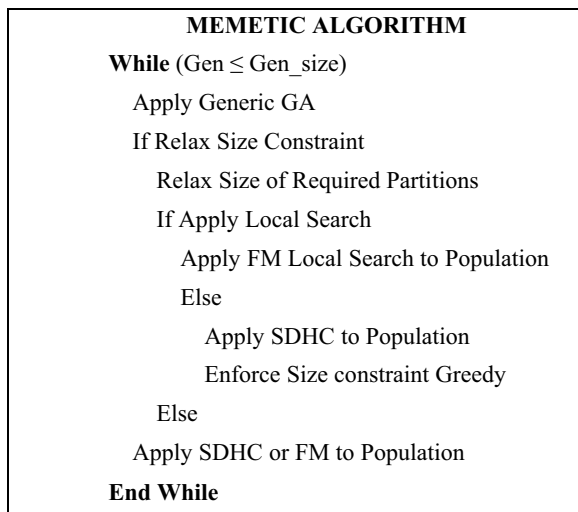 MEMETIC ALGORITHM
While (Gen ≤ Gen_size)
Apply Generic GA
If Relax Size Constraint
Relax Size of Required Partitions
If Apply Local Search
Apply FM Local Search to Population
Else
Apply SDHC to Population
Enforce Size constraint Greedy
Else
Apply SDHC or FM to Population
End While